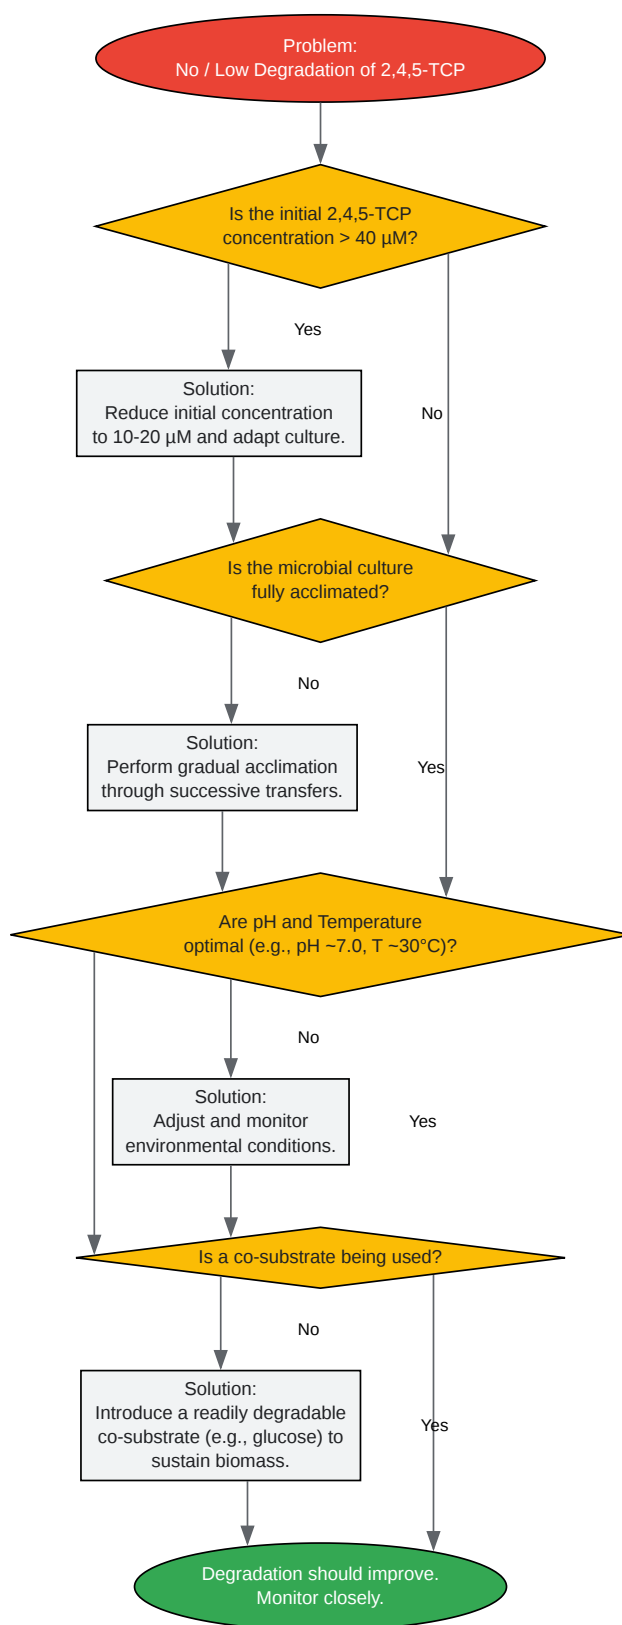 Problem:
No / Low Degradation of 2,4,5-TCP
Is the initial 2,4,5-TCP
concentration > 40 µM?
Yes
Solution:
Reduce initial concentration
to 10-20 µM and adapt culture.
No
Is the microbial culture
fully acclimated?
No
Solution:
Perform gradual acclimation
through successive transfers.
Yes
Are pH and Temperature
optimal (e.g., pH ~7.0, T ~30°C)?
No
Solution:
Adjust and monitor
environmental conditions.
Yes
Is a co-substrate being used?
No
Solution:
Introduce a readily degradable
co-substrate (e.g., glucose) to
sustain biomass.
Yes
Degradation should improve.
Monitor closely.